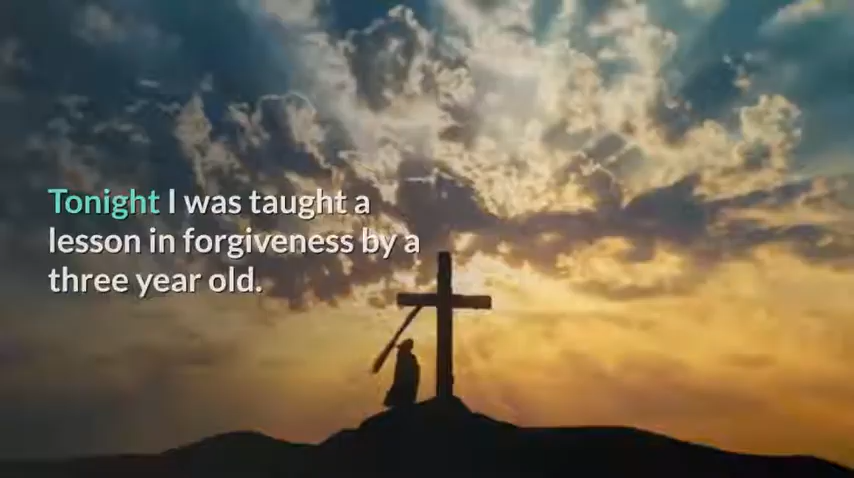 Tonight I was taught a
lesson in forgiveness by a
three year old.